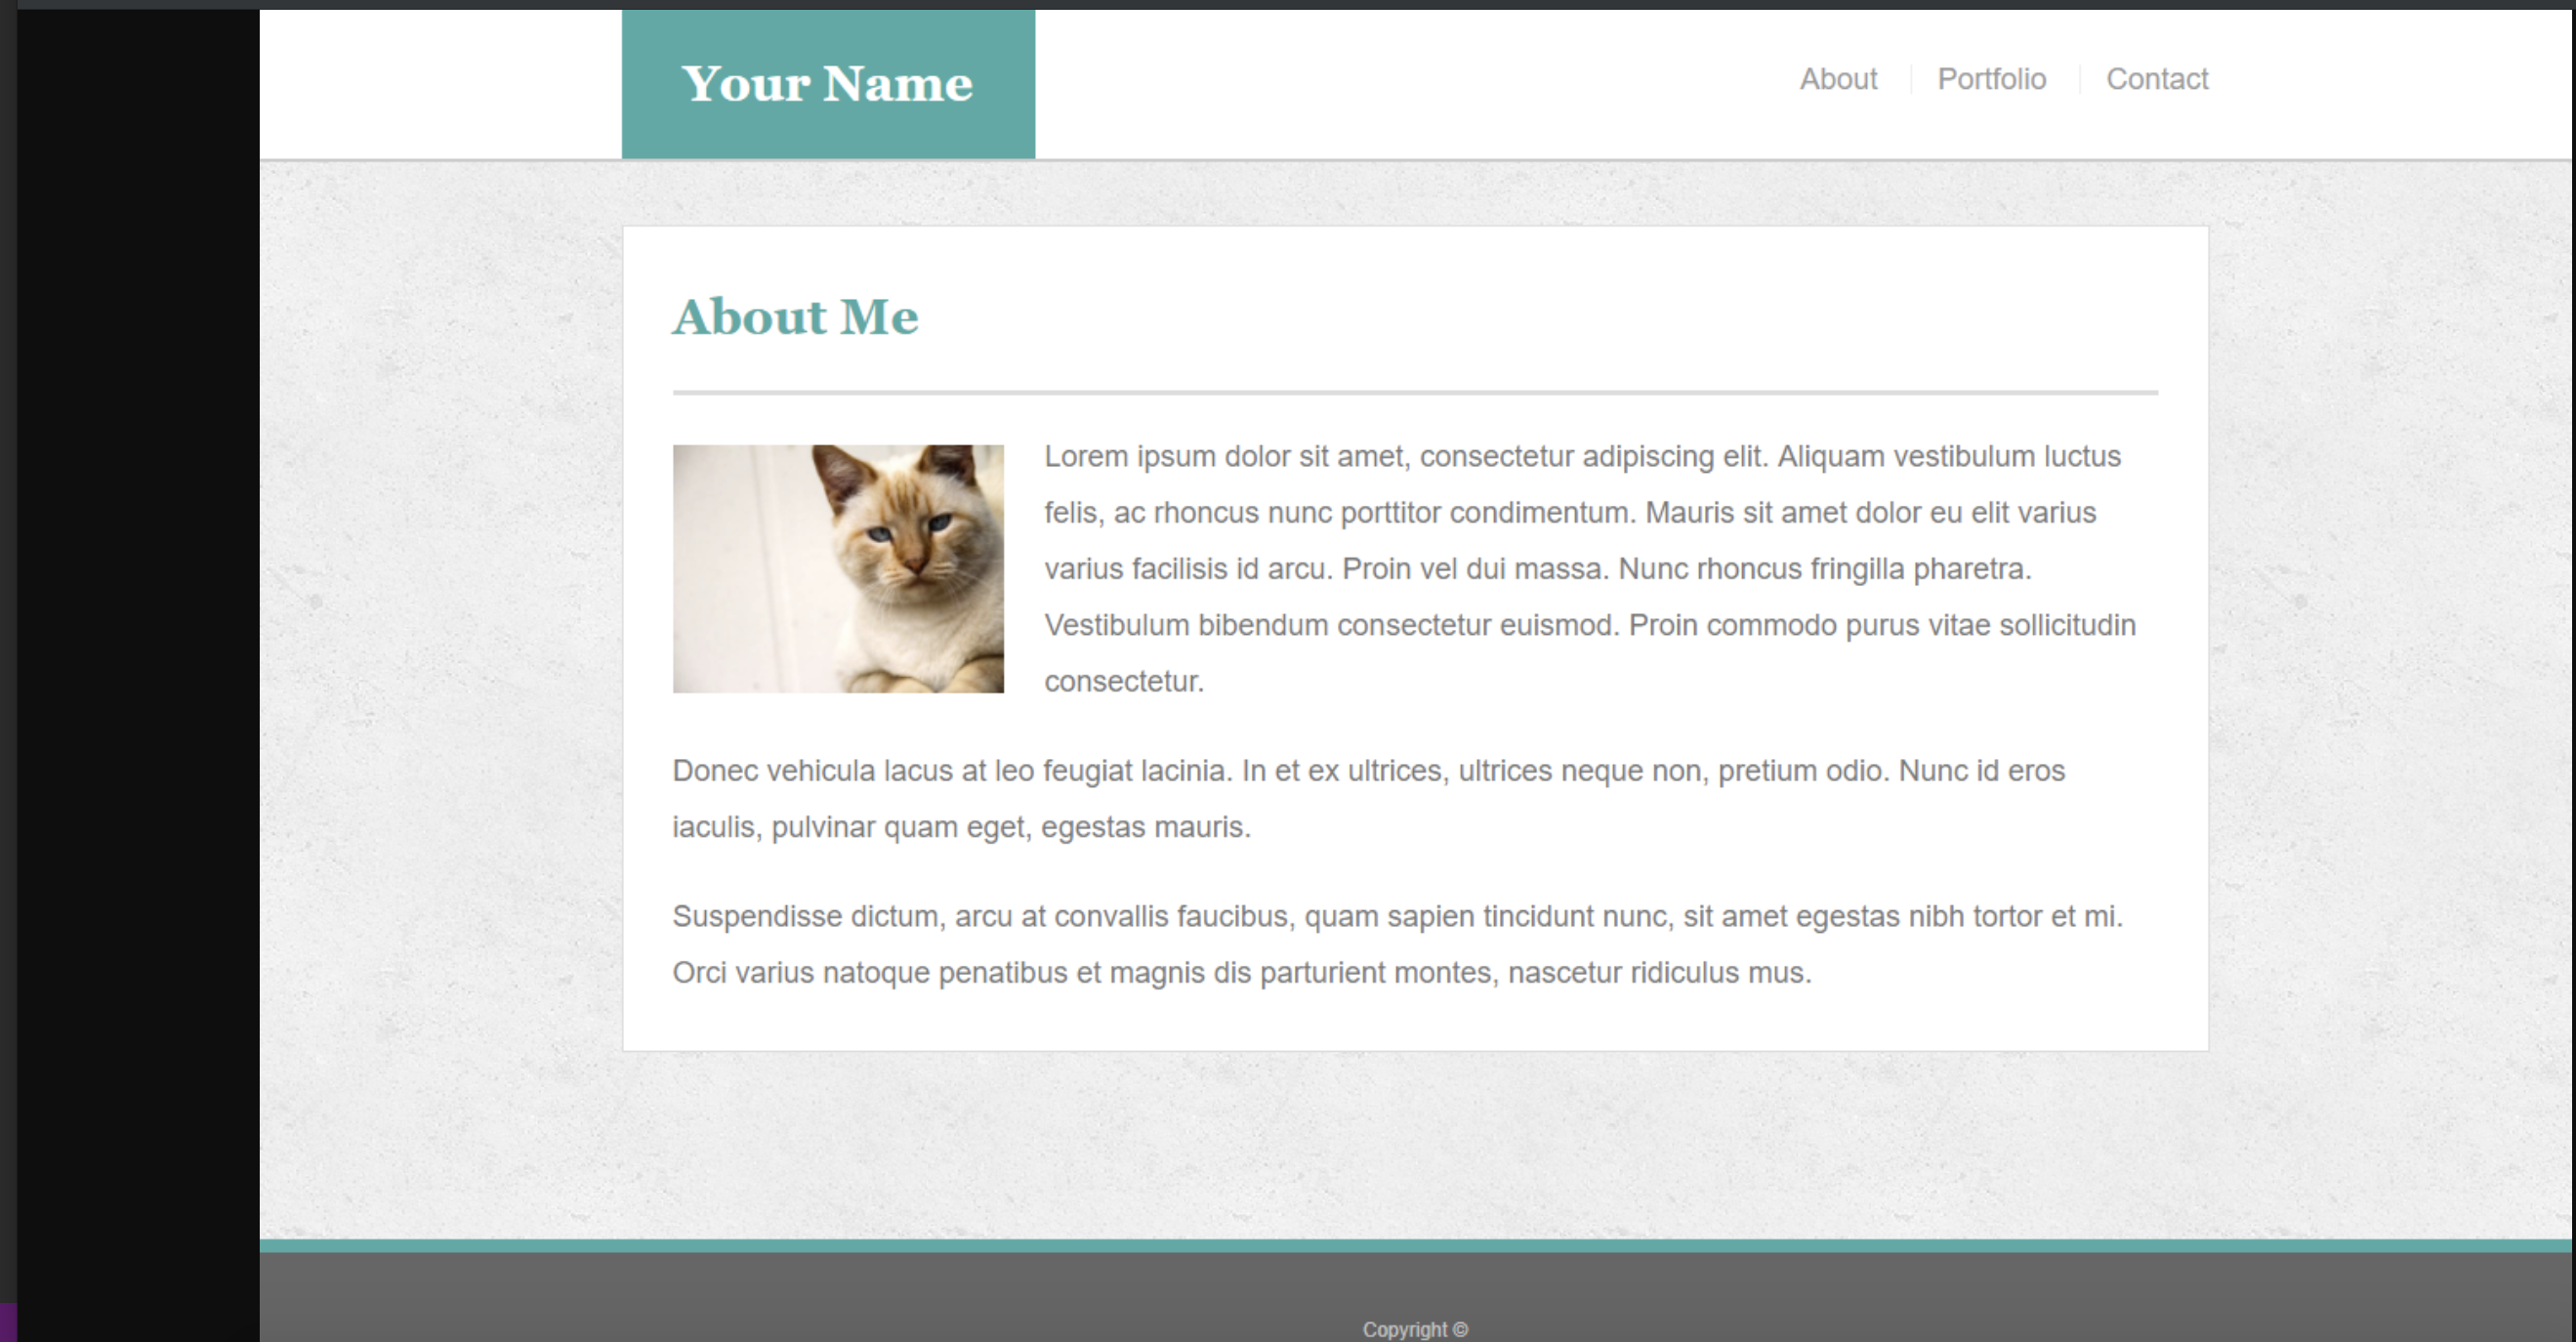 Your Name
About
Portfolio
Contact
About Me
Lorem ipsum dolor sit amet, consectetur adipiscing elit. Aliquam vestibulum luctus
felis, ac rhoncus nunc porttitor condimentum. Mauris sit amet dolor eu elit varius
varius facilisis id arcu. Proin vel dui massa. Nunc rhoncus fringilla pharetra.
Vestibulum bibendum consectetur euismod. Proin commodo purus vitae sollicitudin
consectetur.
Donec vehicula lacus at leo feugiat lacinia. In et ex ultrices, ultrices neque non, pretium odio. Nunc id eros
iaculis, pulvinar quam eget, egestas mauris.
Suspendisse dictum, arcu at convallis faucibus, quam sapien tincidunt nunc, sit amet egestas nibh tortor et mi.
Orci varius natoque penatibus et magnis dis parturient montes, nascetur ridiculus mus.
Copyright ©